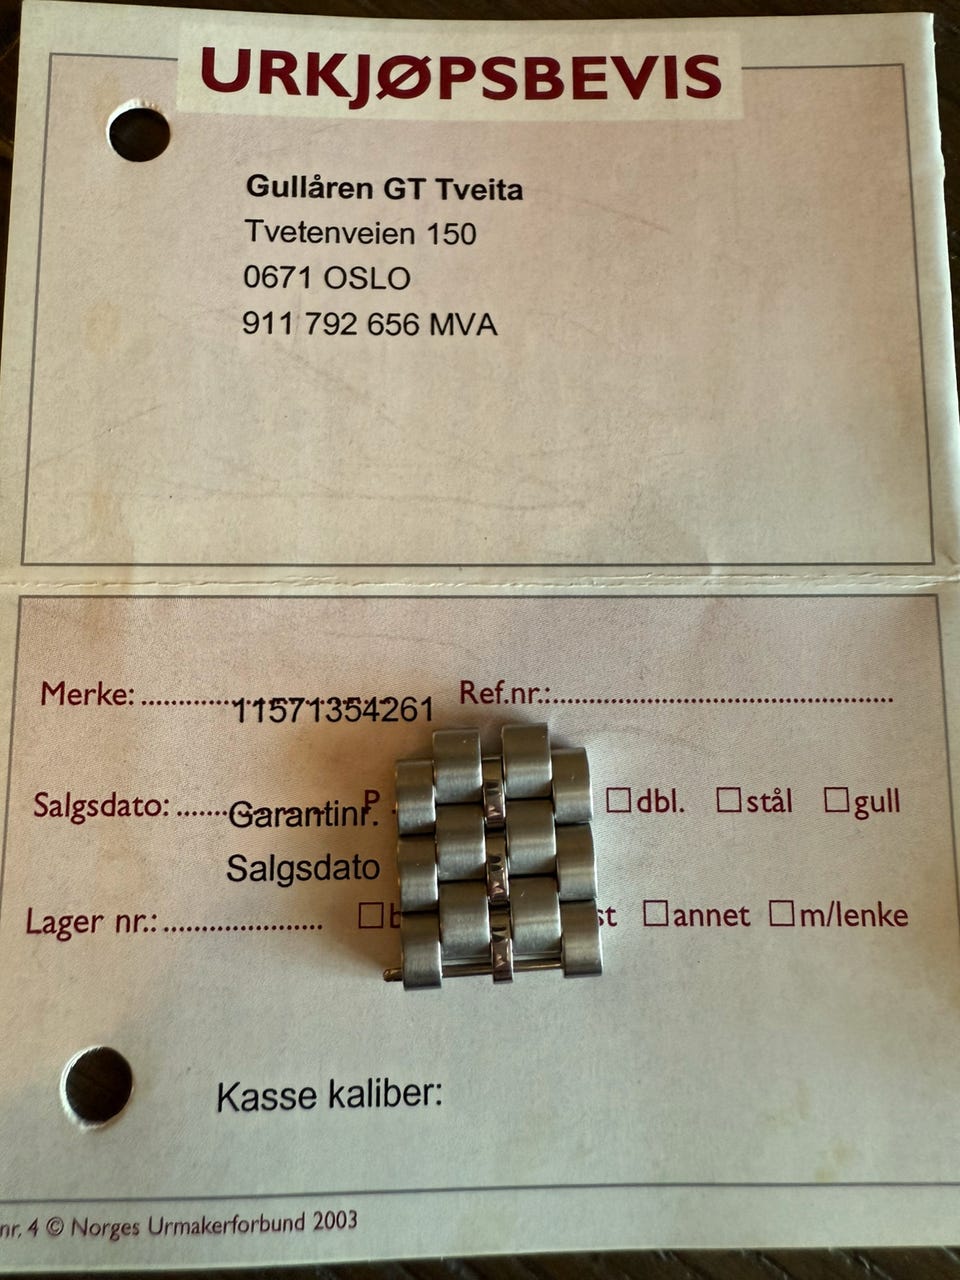 URKJØPSBEVIS
Gullåren GT Tveita
Tvetenveien 150
0671 OSLO
911 792 656 MVA
Merke: Ref.nr.:
11571354261
Salgsdato: P dbl. stål gull
Garantinr.
Salgsdato
Lager nr.: annet m/lenke
Kasse kaliber:
nr. 4 © Norges Urmakerforbund 2003